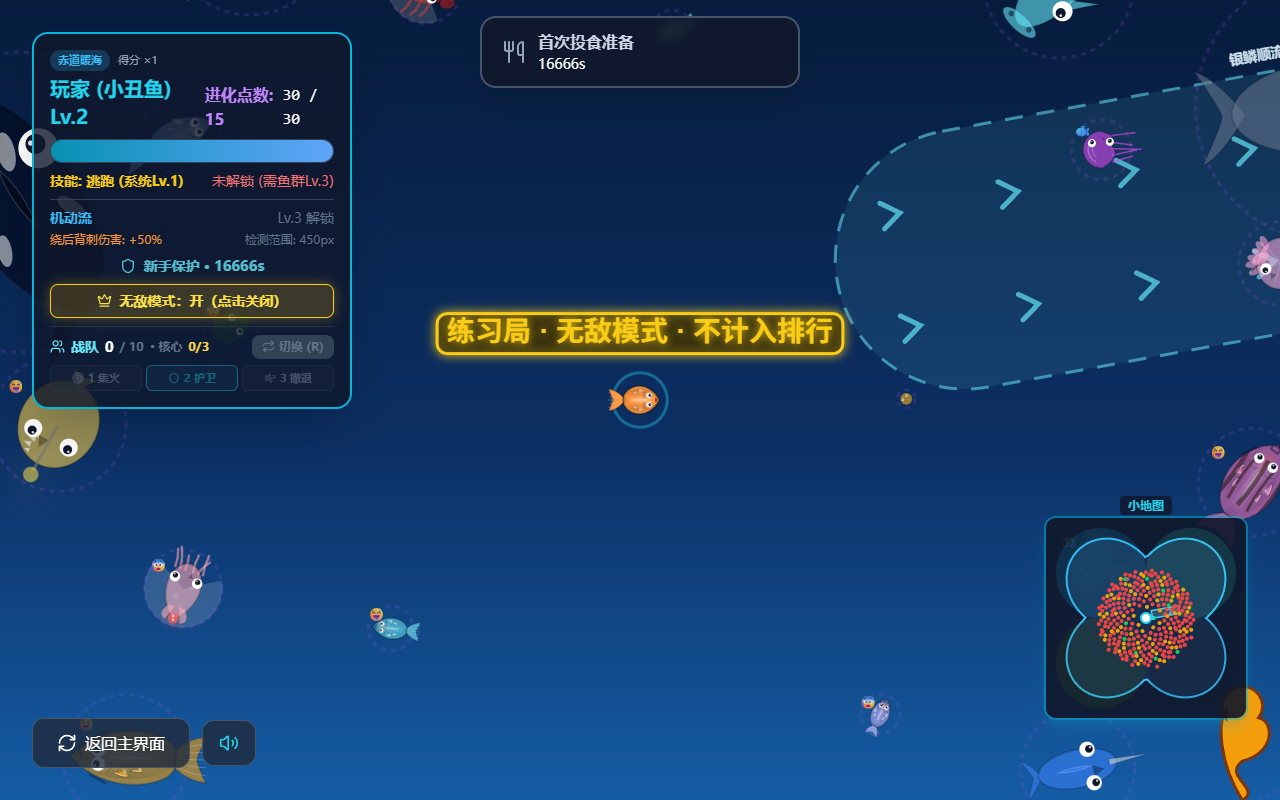 赤道暖海 得分 ×1
玩家 (小丑鱼) Lv.2
进化点数: 15
30 / 30
技能: 逃跑 (系统Lv.1) 未解锁 (需鱼群Lv.3)
机动流 Lv.3 解锁
绕后背刺伤害: +50% 检测范围: 450px
新手保护 • 16666s
无敌模式：开（点击关闭）
战队 0 / 10 • 核心 0/3 切换 (R)
1 集火 2 护卫 3 撤退
首次投食准备
16666s
银鳞顺流
练习局 · 无敌模式 · 不计入排行
小地图
返回主界面